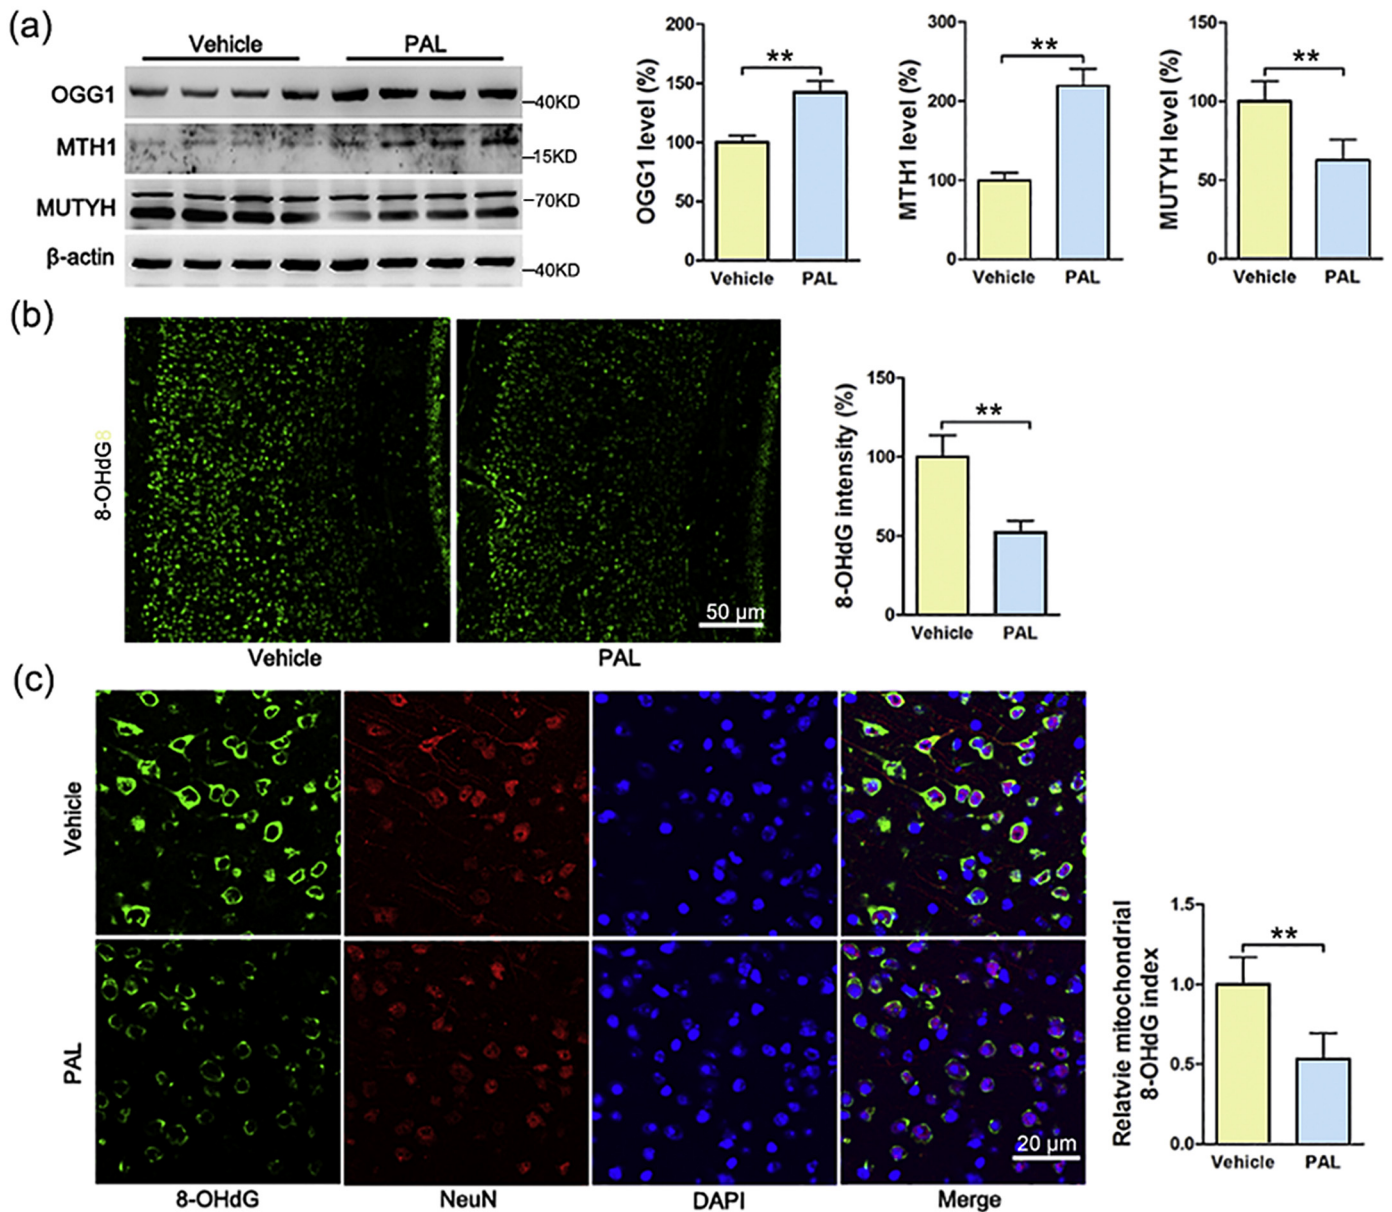 (a)
Vehicle PAL
OGG1
–40KD
MTH1
–15KD
MUTYH
–70KD
β-actin
–40KD
OGG1 level (%)
200
150
100
50
0
**
Vehicle PAL
MTH1 level (%)
300
200
100
0
**
Vehicle PAL
MUTYH level (%)
150
100
50
0
**
Vehicle PAL
(b)
8-OHdG8
50 μm
Vehicle PAL
8-OHdG intensity (%)
150
100
50
0
**
Vehicle PAL
(c)
Vehicle
PAL
20 μm
8-OHdG NeuN DAPI Merge
Relatvie mitochondrial
8-OHdG index
1.5
1.0
0.5
0.0
**
Vehicle PAL